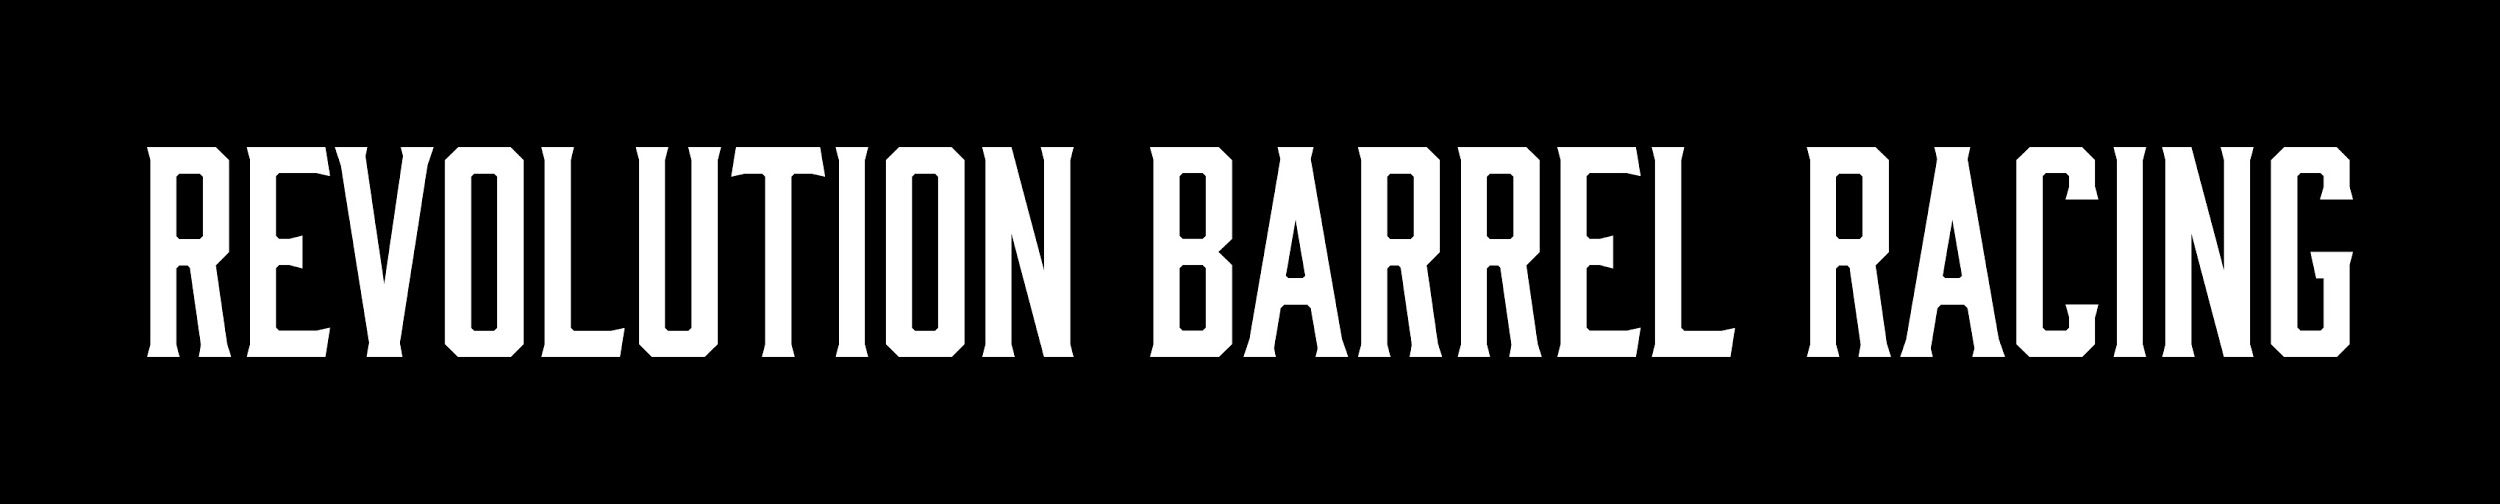 REVOLUTION BARREL RACING